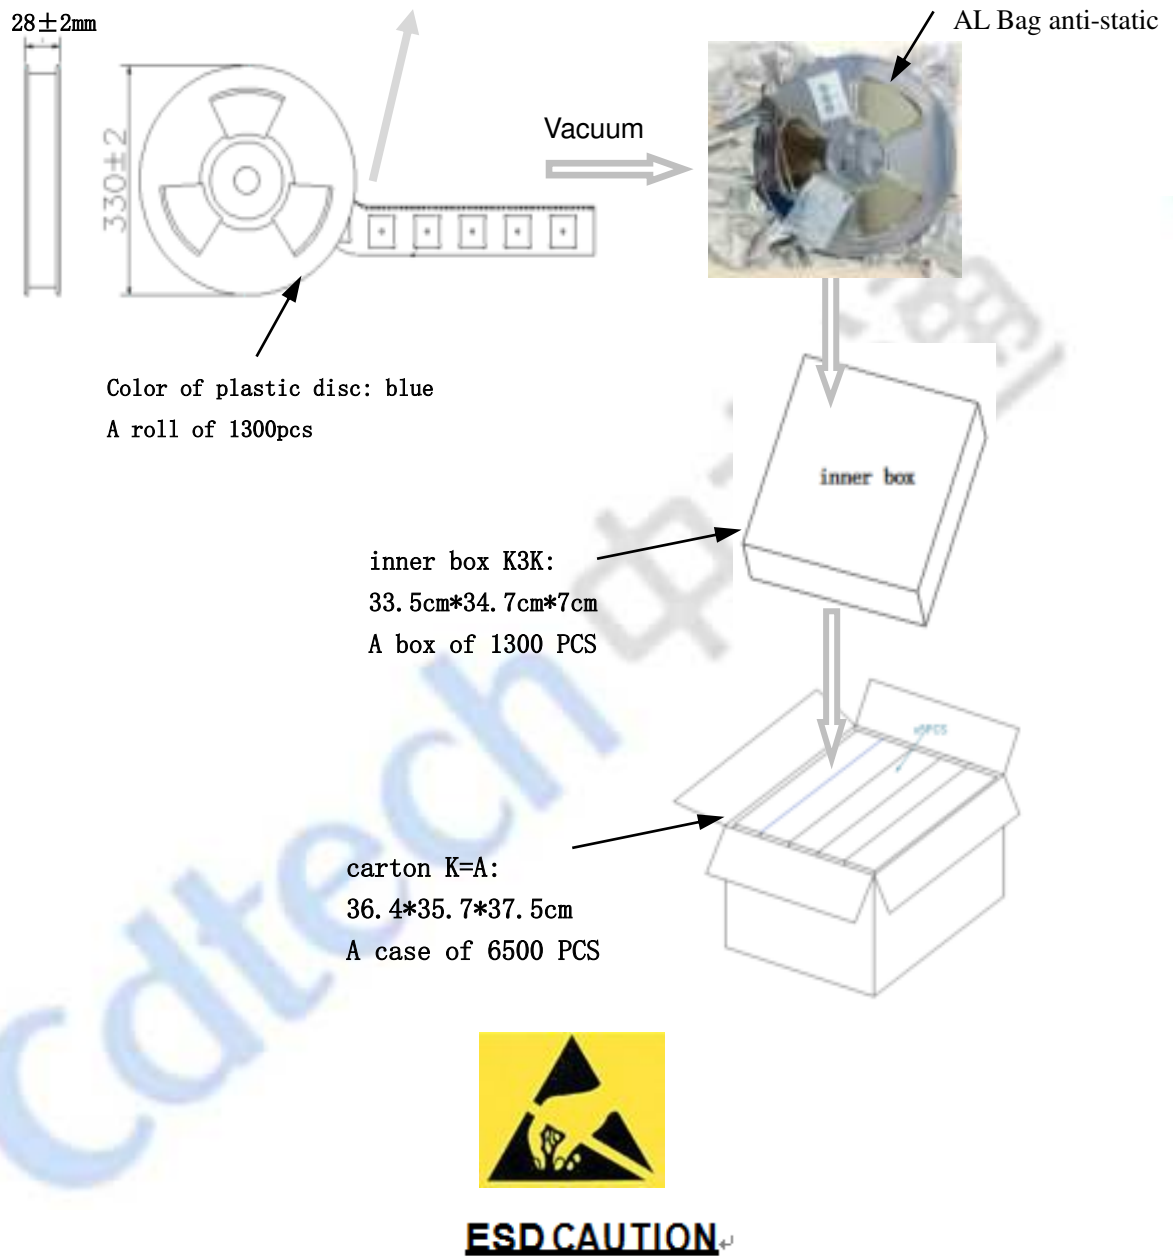 28±2mm
AL Bag anti-static
330±2
Vacuum
Color of plastic disc: blue
A roll of 1300pcs
inner box
inner box K3K:
33.5cm*34.7cm*7cm
A box of 1300 PCS
x5PCS
carton K=A:
36.4*35.7*37.5cm
A case of 6500 PCS
Cdtech
ESD CAUTION